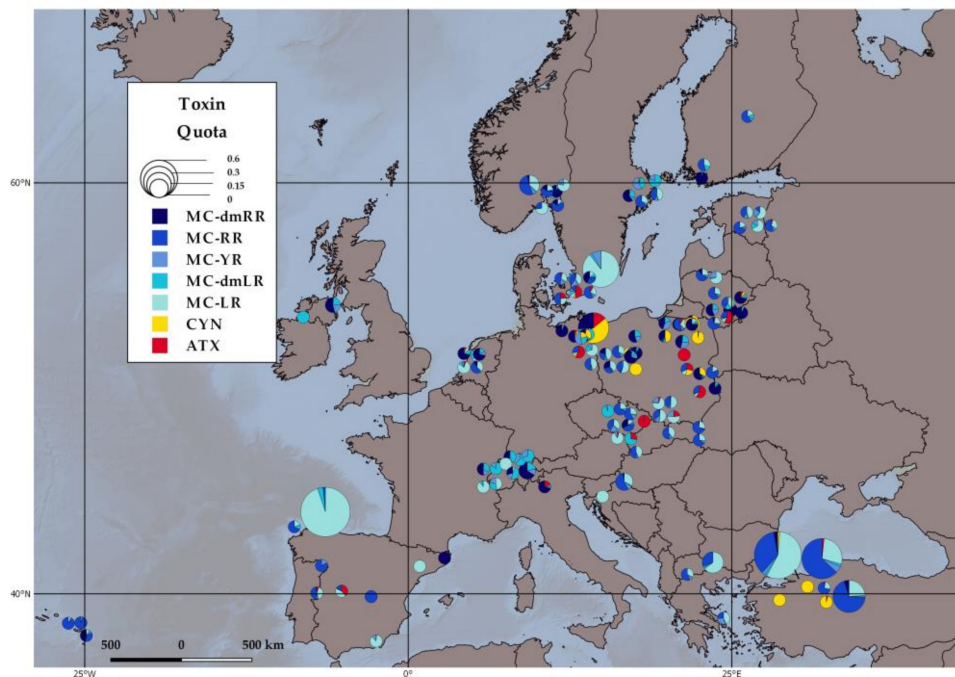 Toxin
Quota
0.6
0.3
0.15
0
MC-dmRR
MC-RR
MC-YR
MC-dmLR
MC-LR
CYN
ATX
60°N
40°N
500 0 500 km
25°W 0° 25°E